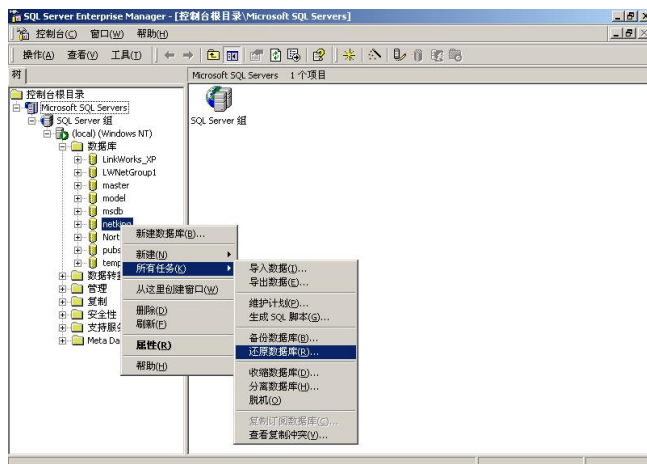 SQL Server Enterprise Manager - [控制台根目录\Microsoft SQL Servers]
控制台(C) 窗口(W) 帮助(H)
操作(A) 查看(V) 工具(T)
树
Microsoft SQL Servers 1 个项目
控制台根目录
Microsoft SQL Servers
SQL Server 组
(local) (Windows NT)
数据库
LinkWorks_XP
LWNetGroup1
master
model
msdb
netking
Nort
pubs
temp
数据转
管理
复制
安全性
支持服
Meta Da
SQL Server 组
新建数据库(B)...
新建(N)
所有任务(K)
从这里创建窗口(W)
删除(D)
刷新(F)
属性(R)
帮助(H)
导入数据(I)...
导出数据(E)...
维护计划(P)...
生成 SQL 脚本(G)...
备份数据库(B)...
还原数据库(R)...
收缩数据库(D)...
分离数据库(H)...
脱机(O)
复制订阅数据库(C)...
查看复制冲突(V)...